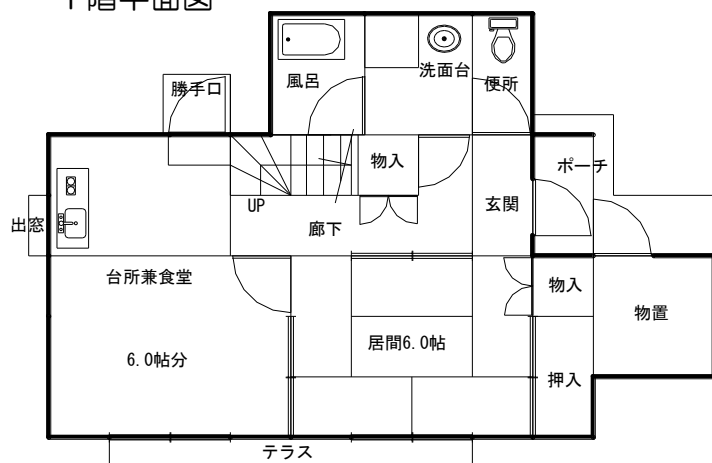 1階平面図
風呂
洗面台
便所
勝手口
物入
ポーチ
UP
玄関
出窓
廊下
台所兼食堂
物入
物置
居間6.0帖
6.0帖分
押入
テラス